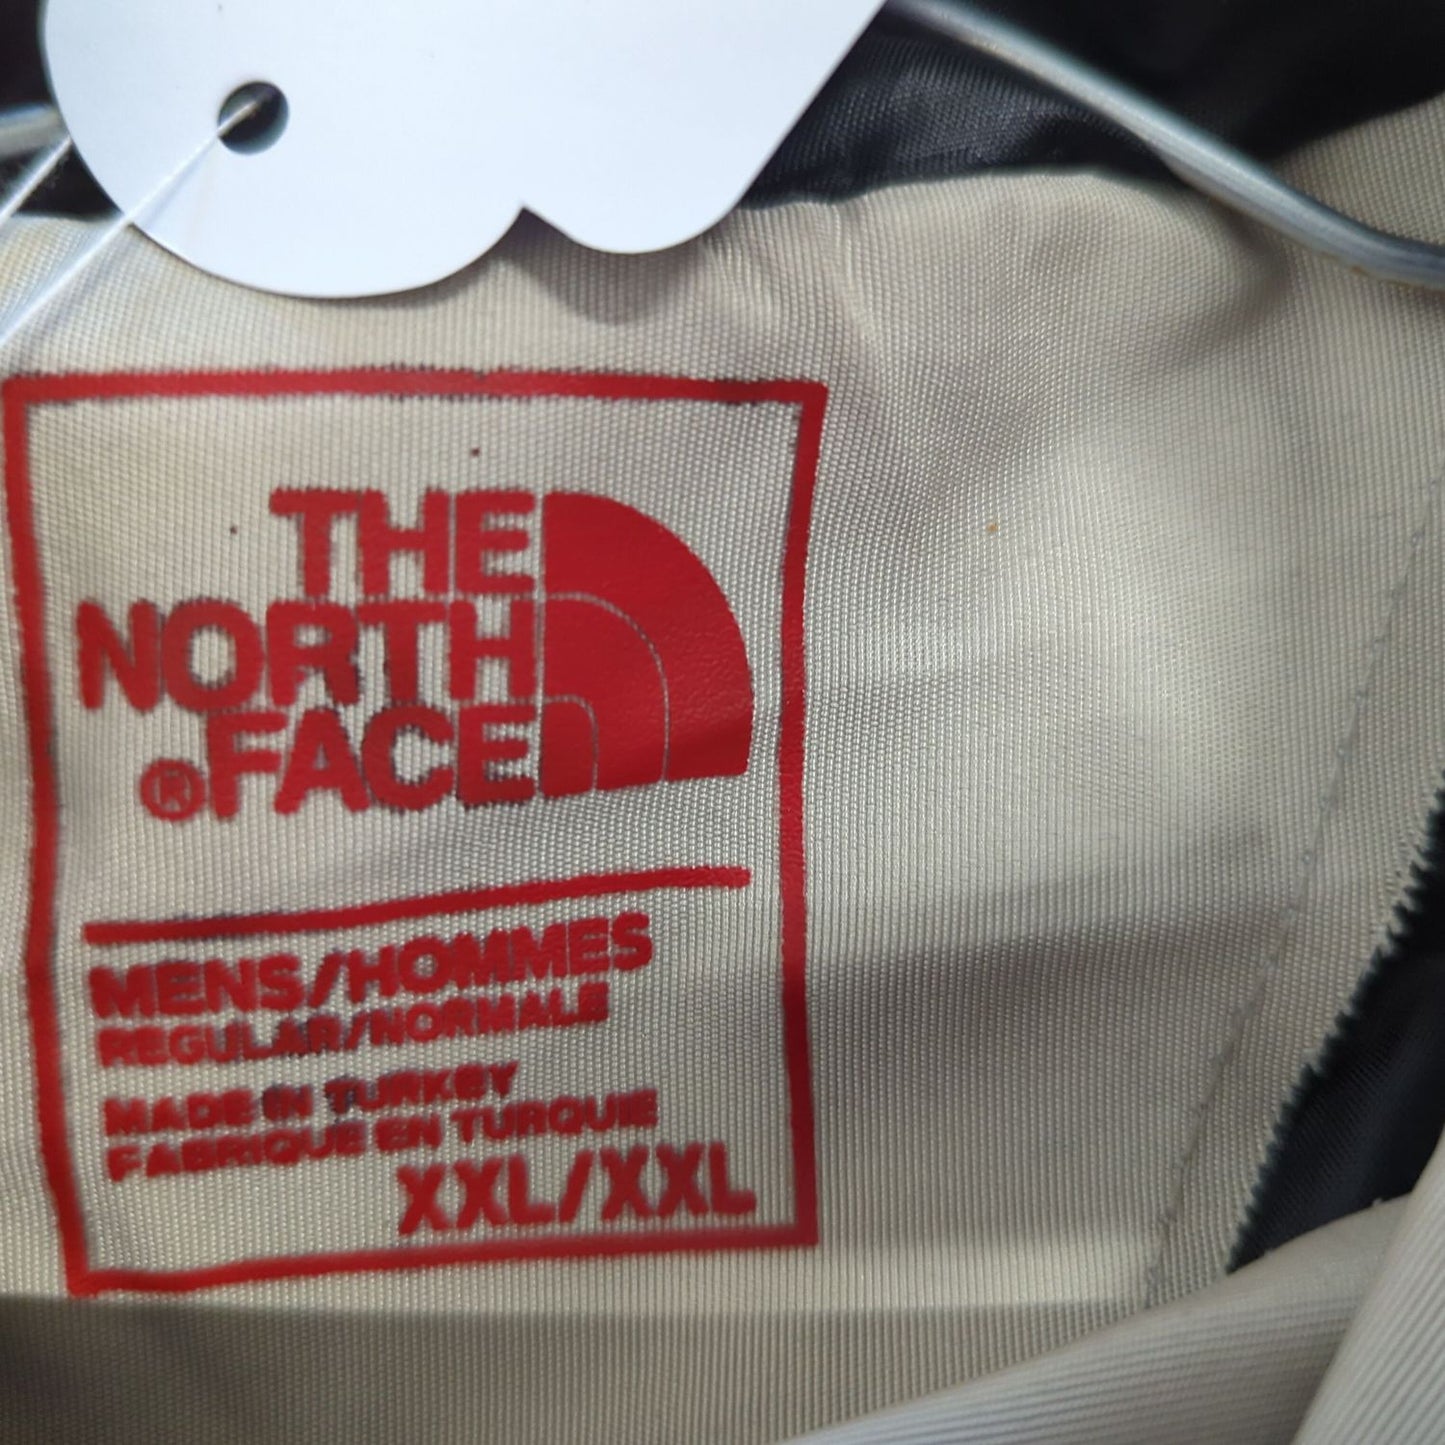 THE
NORTH
®FACE
MENS/HOMMES
REGULAR/NORMALE
MADE IN TURKEY
FABRIQUE EN TURQUIE
XXL/XXL